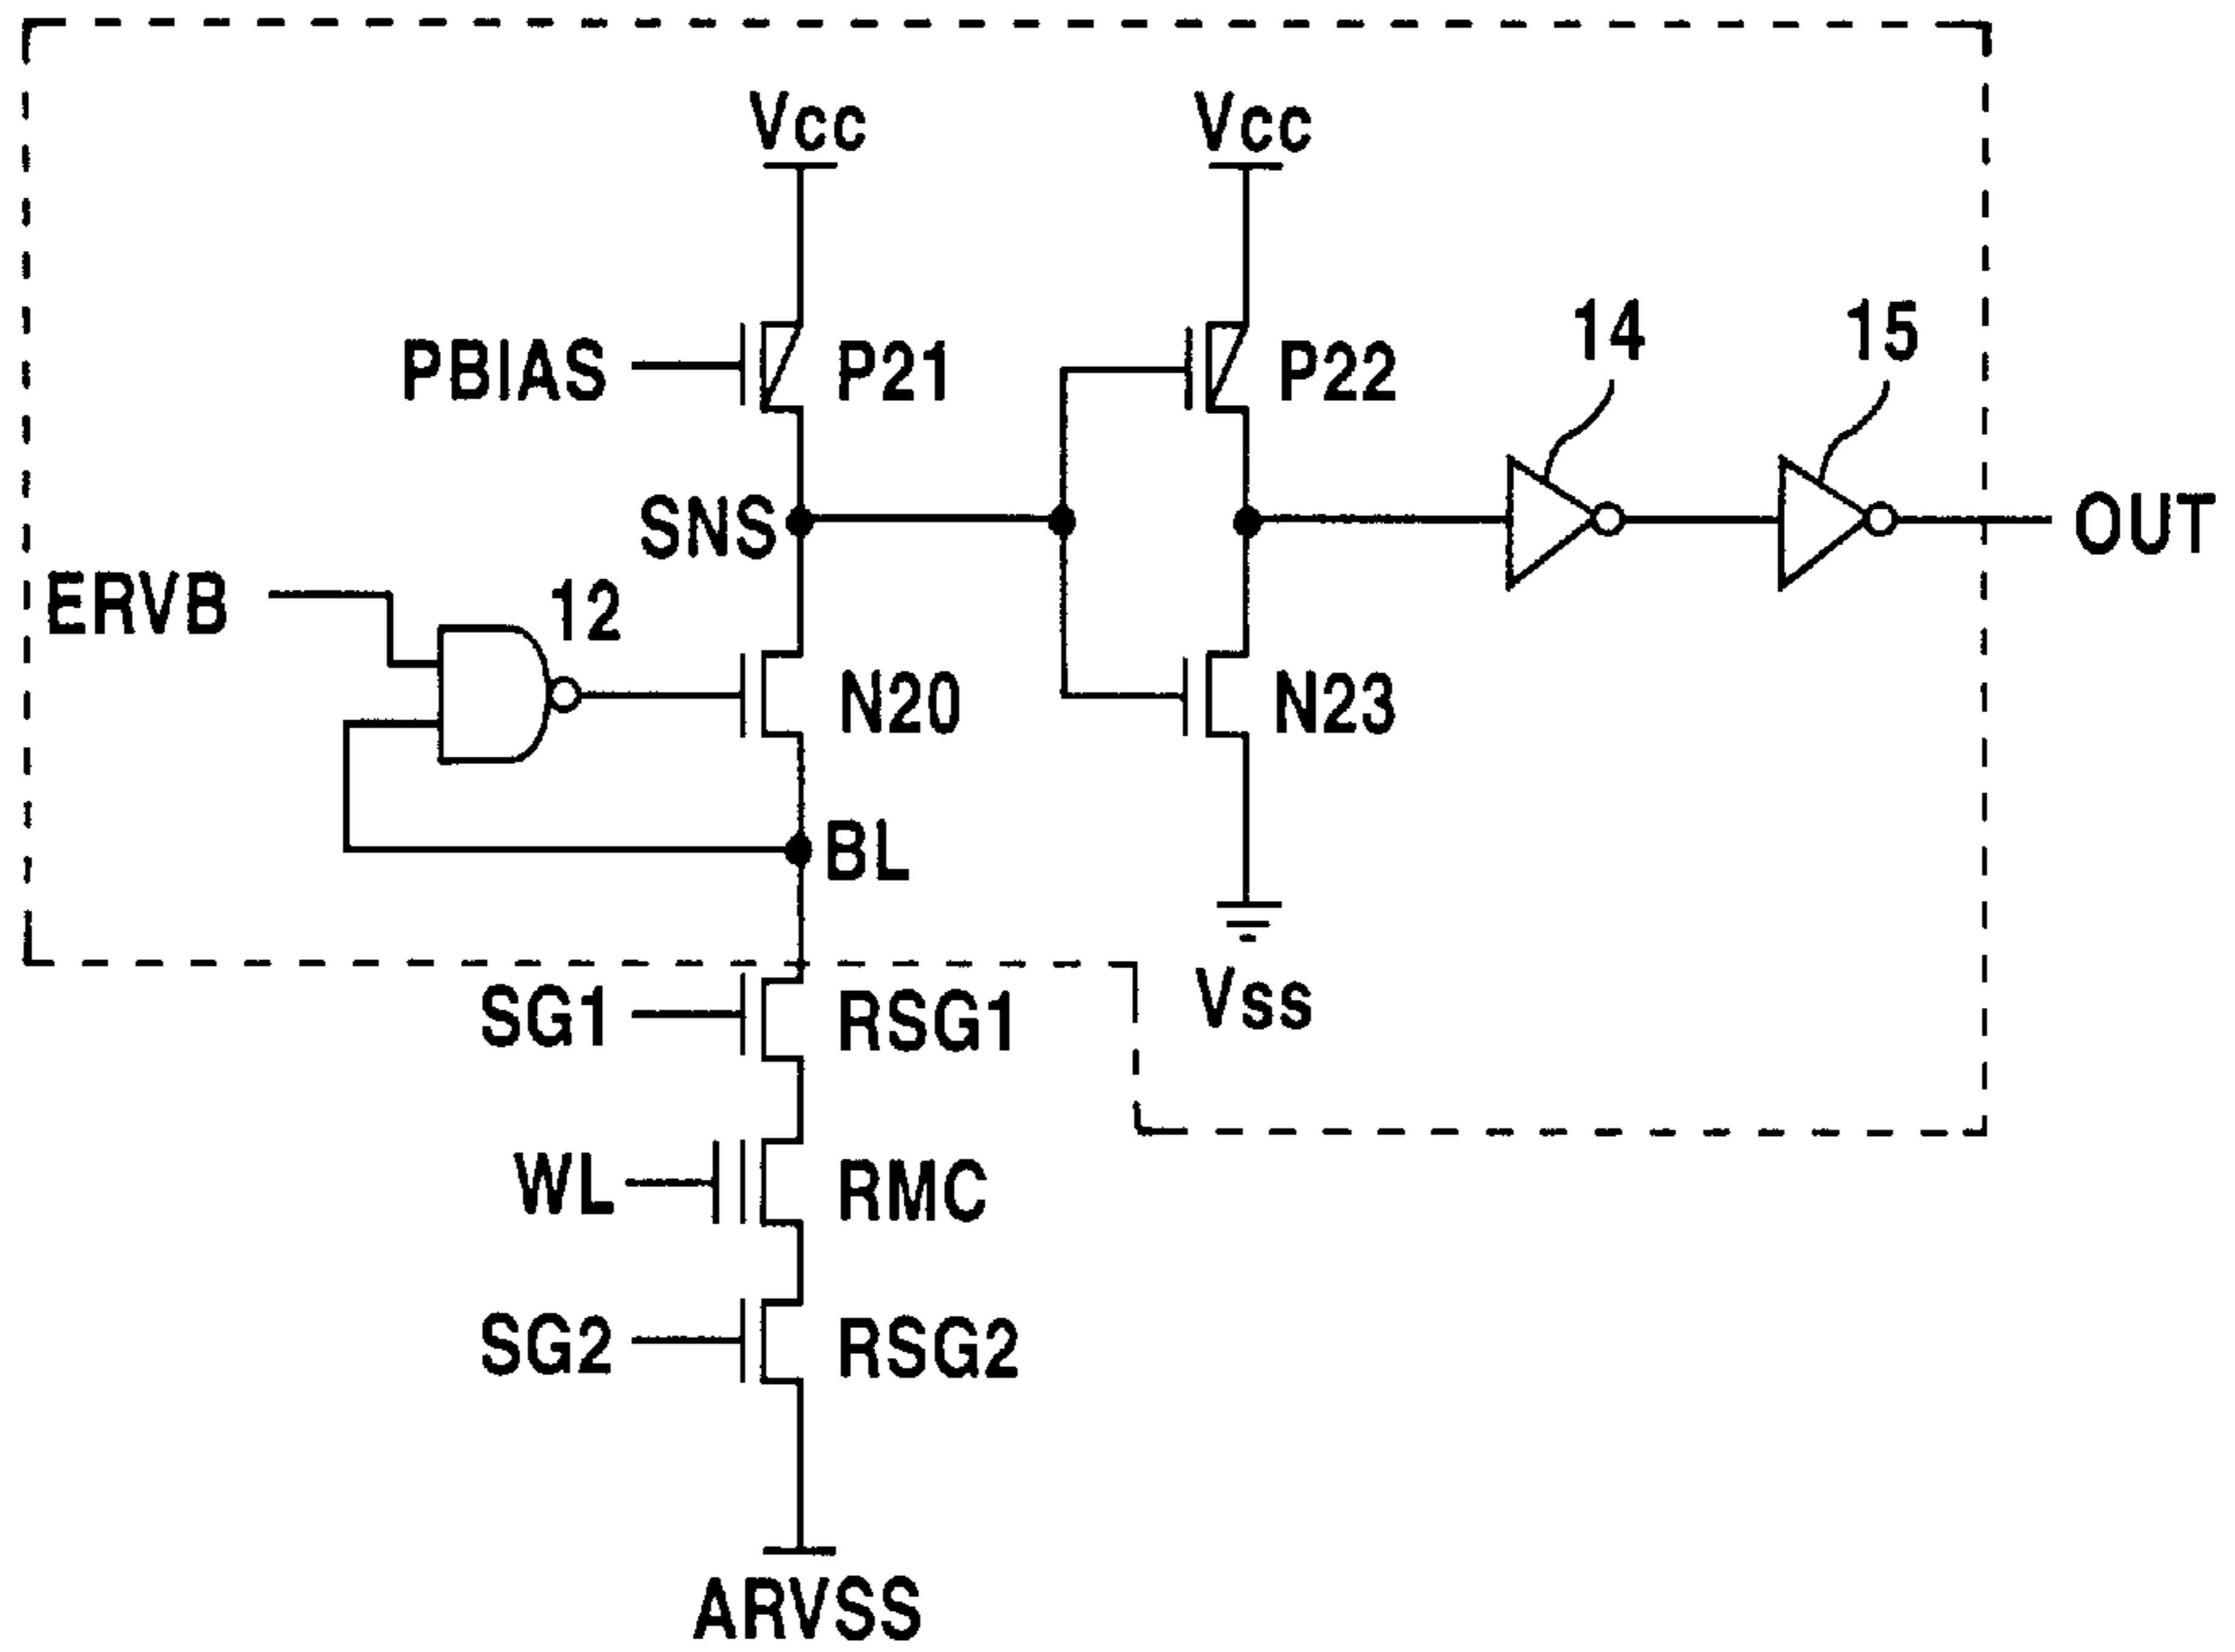 Vcc
Vcc
PBIAS
P21
P22
14
15
SNS
OUT
ERVB
12
N20
N23
BL
SG1
RSG1
Vss
WL
RMC
SG2
RSG2
ARVSS